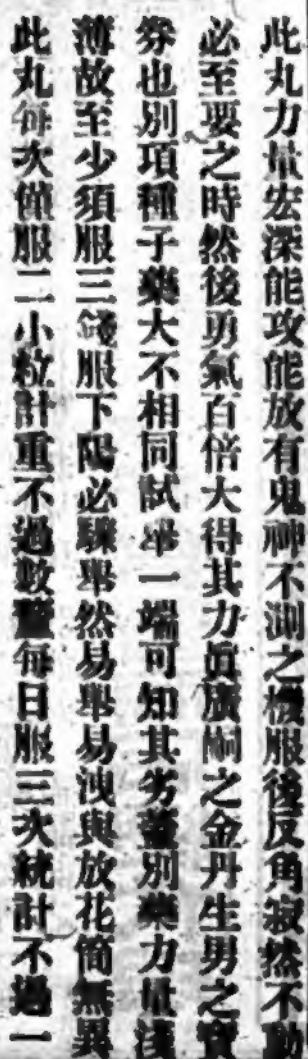 此丸力量宏深能攻能放有鬼神不測之機服後反角寂然不動
必至要之時然後勇氣百倍大得其力眞廣嗣之金丹生男之寶
劵也別項種子藥大不相同試舉一端可知其劣蓋別藥力量淺
薄故至少須服三錢服下陽必驟舉然易舉易洩與放花筒無異
此丸每次僅服二小粒計重不過數釐每日服三次統計不過一